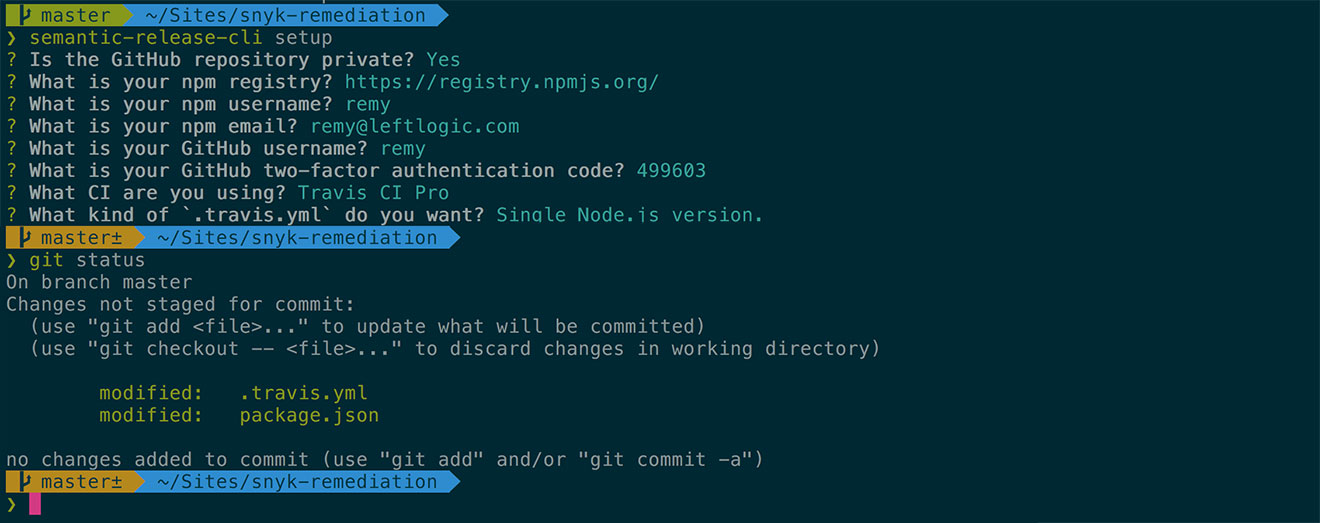 master ~/Sites/snyk-remediation
❯ semantic-release-cli setup
? Is the GitHub repository private? Yes
? What is your npm registry? https://registry.npmjs.org/
? What is your npm username? remy
? What is your npm email? remy@leftlogic.com
? What is your GitHub username? remy
? What is your GitHub two-factor authentication code? 499603
? What CI are you using? Travis CI Pro
? What kind of `.travis.yml` do you want? Single Node.js version.
master± ~/Sites/snyk-remediation
❯ git status
On branch master
Changes not staged for commit:
  (use "git add <file>..." to update what will be committed)
  (use "git checkout -- <file>..." to discard changes in working directory)
        modified:   .travis.yml
        modified:   package.json
no changes added to commit (use "git add" and/or "git commit -a")
master± ~/Sites/snyk-remediation
❯